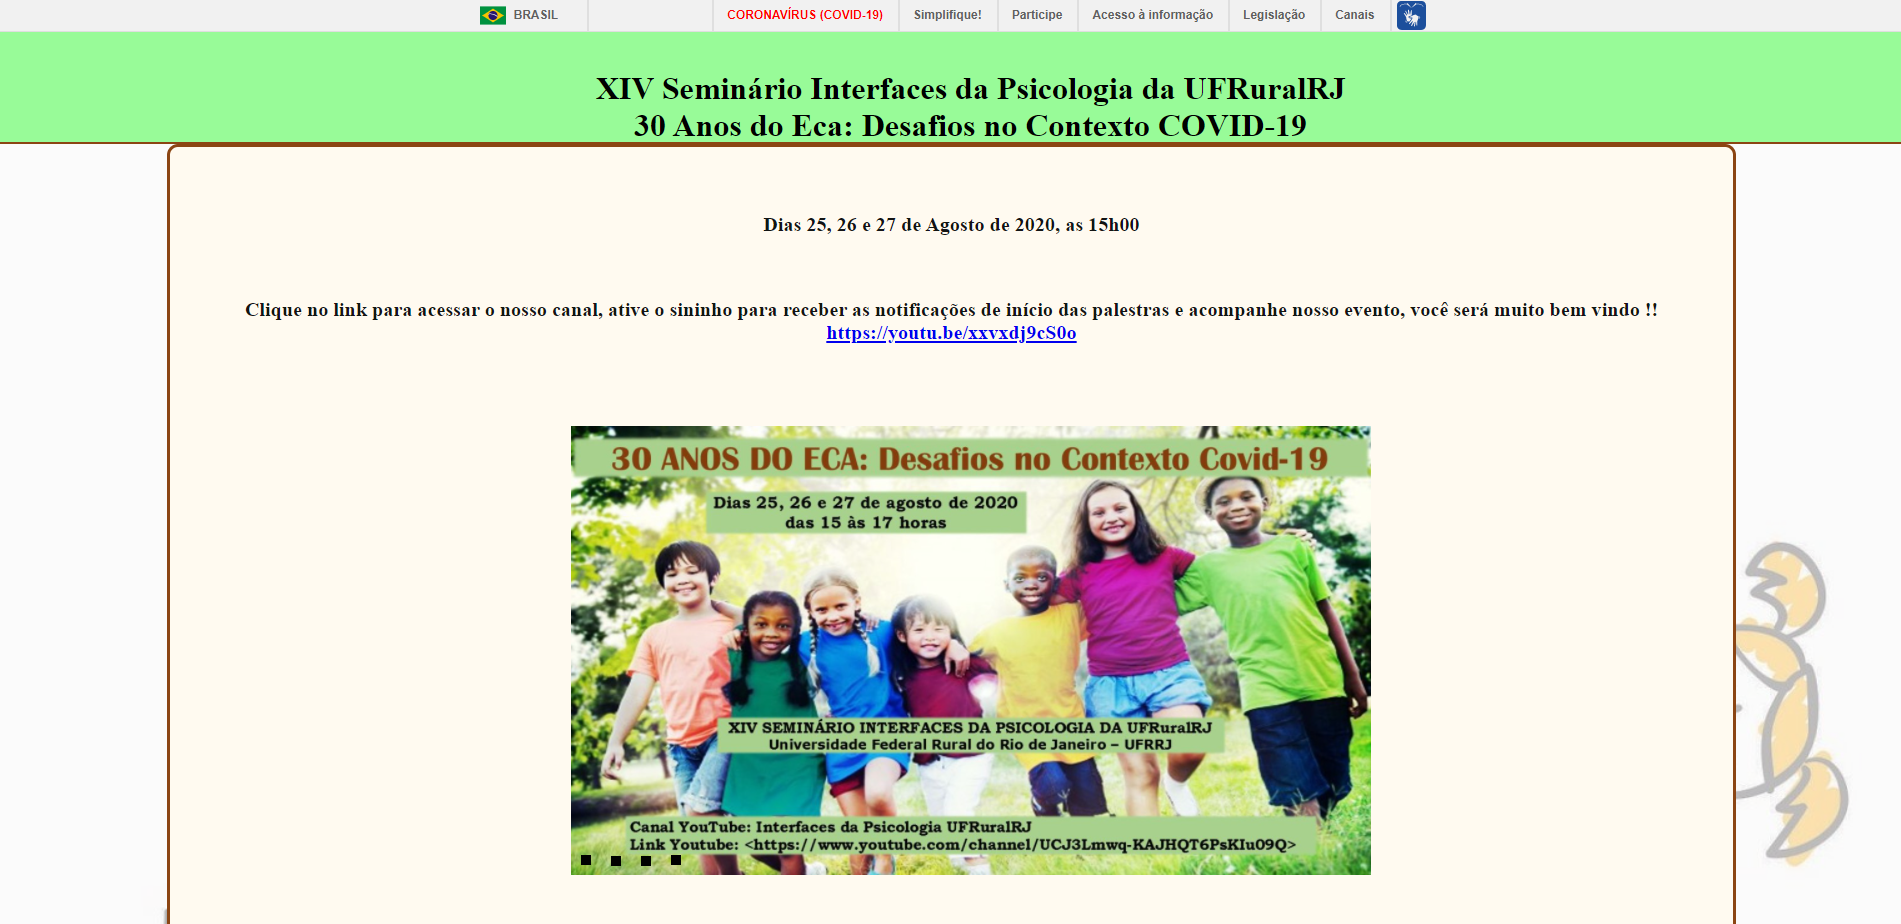 BRASIL
CORONAVÍRUS (COVID-19)
Simplifique!
Participe
Acesso à informação
Legislação
Canais
XIV Seminário Interfaces da Psicologia da UFRuralRJ
30 Anos do Eca: Desafios no Contexto COVID-19
Dias 25, 26 e 27 de Agosto de 2020, as 15h00
Clique no link para acessar o nosso canal, ative o sininho para receber as notificações de início das palestras e acompanhe nosso evento, você será muito bem vindo !!
https://youtu.be/xxvxdj9cS0o
30 ANOS DO ECA: Desafios no Contexto Covid-19
Dias 25, 26 e 27 de agosto de 2020
das 15 às 17 horas
XIV SEMINÁRIO INTERFACES DA PSICOLOGIA DA UFRuralRJ
Universidade Federal Rural do Rio de Janeiro – UFRRJ
Canal YouTube: Interfaces da Psicologia UFRuralRJ
Link Youtube: <https://www.youtube.com/channel/UCJ3Lmwq-KAJHQT6PsKIu09Q>